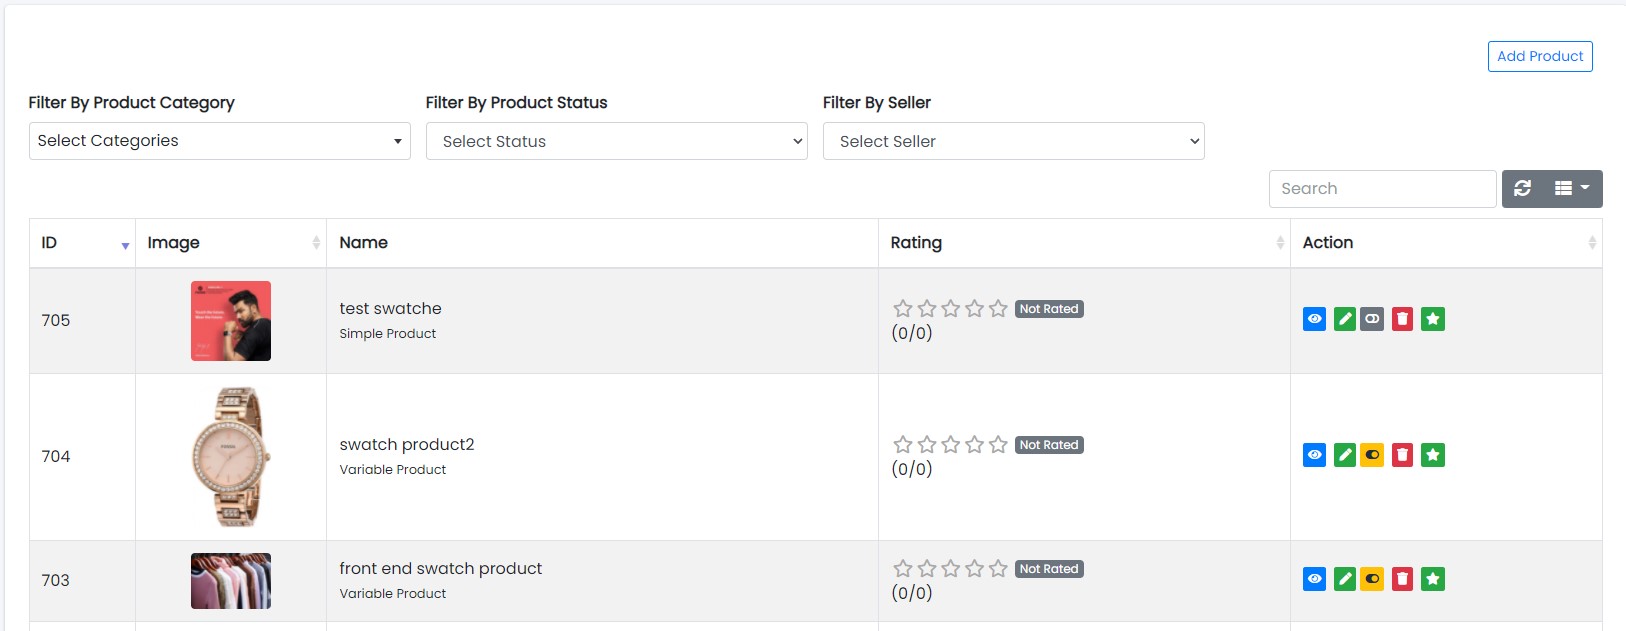 Add Product
Filter By Product Category
Filter By Product Status
Filter By Seller
Select Categories
Select Status
Select Seller
Search
ID
Image
Name
Rating
Action
705
test swatche
Simple Product
Not Rated
(0/0)
704
swatch product2
Variable Product
Not Rated
(0/0)
703
front end swatch product
Variable Product
Not Rated
(0/0)